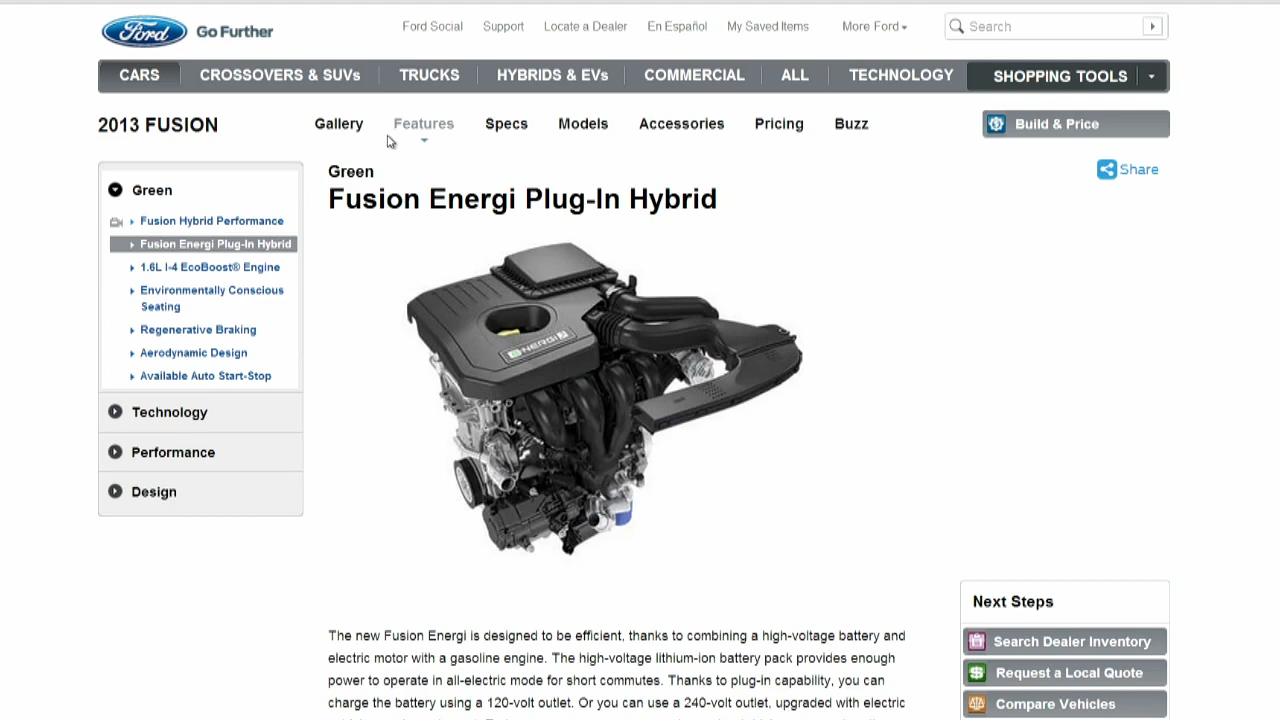 Ford
Go Further
Ford Social
Support
Locate a Dealer
En Español
My Saved Items
More Ford
Search
CARS
CROSSOVERS & SUVs
TRUCKS
HYBRIDS & EVs
COMMERCIAL
ALL
TECHNOLOGY
SHOPPING TOOLS
2013 FUSION
Gallery
Features
Specs
Models
Accessories
Pricing
Buzz
Build & Price
Green
Fusion Hybrid Performance
Fusion Energi Plug-In Hybrid
1.6L I-4 EcoBoost® Engine
Environmentally Conscious
Seating
Regenerative Braking
Aerodynamic Design
Available Auto Start-Stop
Technology
Performance
Design
Green
Fusion Energi Plug-In Hybrid
Share
ENERGI
The new Fusion Energi is designed to be efficient, thanks to combining a high-voltage battery and
electric motor with a gasoline engine. The high-voltage lithium-ion battery pack provides enough
power to operate in all-electric mode for short commutes. Thanks to plug-in capability, you can
charge the battery using a 120-volt outlet. Or you can use a 240-volt outlet, upgraded with electric
Next Steps
Search Dealer Inventory
Request a Local Quote
Compare Vehicles